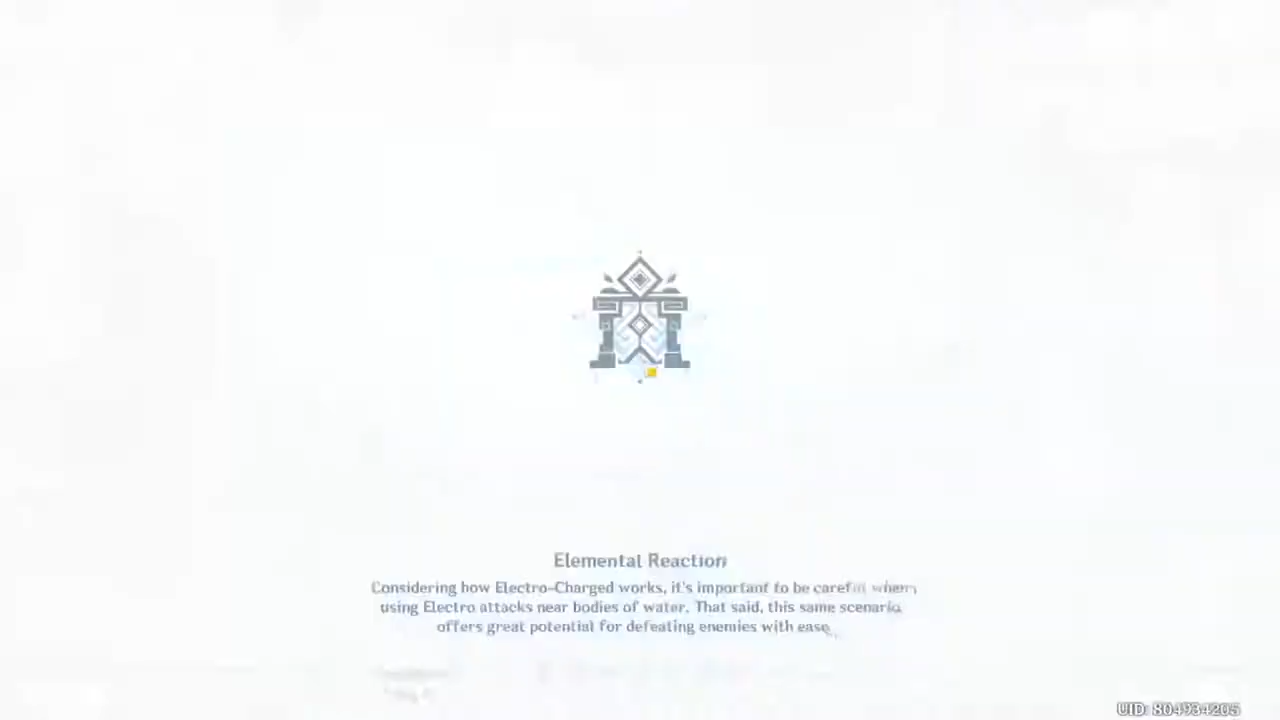 Elemental Reaction
Considering how Electro-Charged works, it's important to be careful when
using Electro attacks near bodies of water. That said, this same scenario
offers great potential for defeating enemies with ease.
UID: 804934205